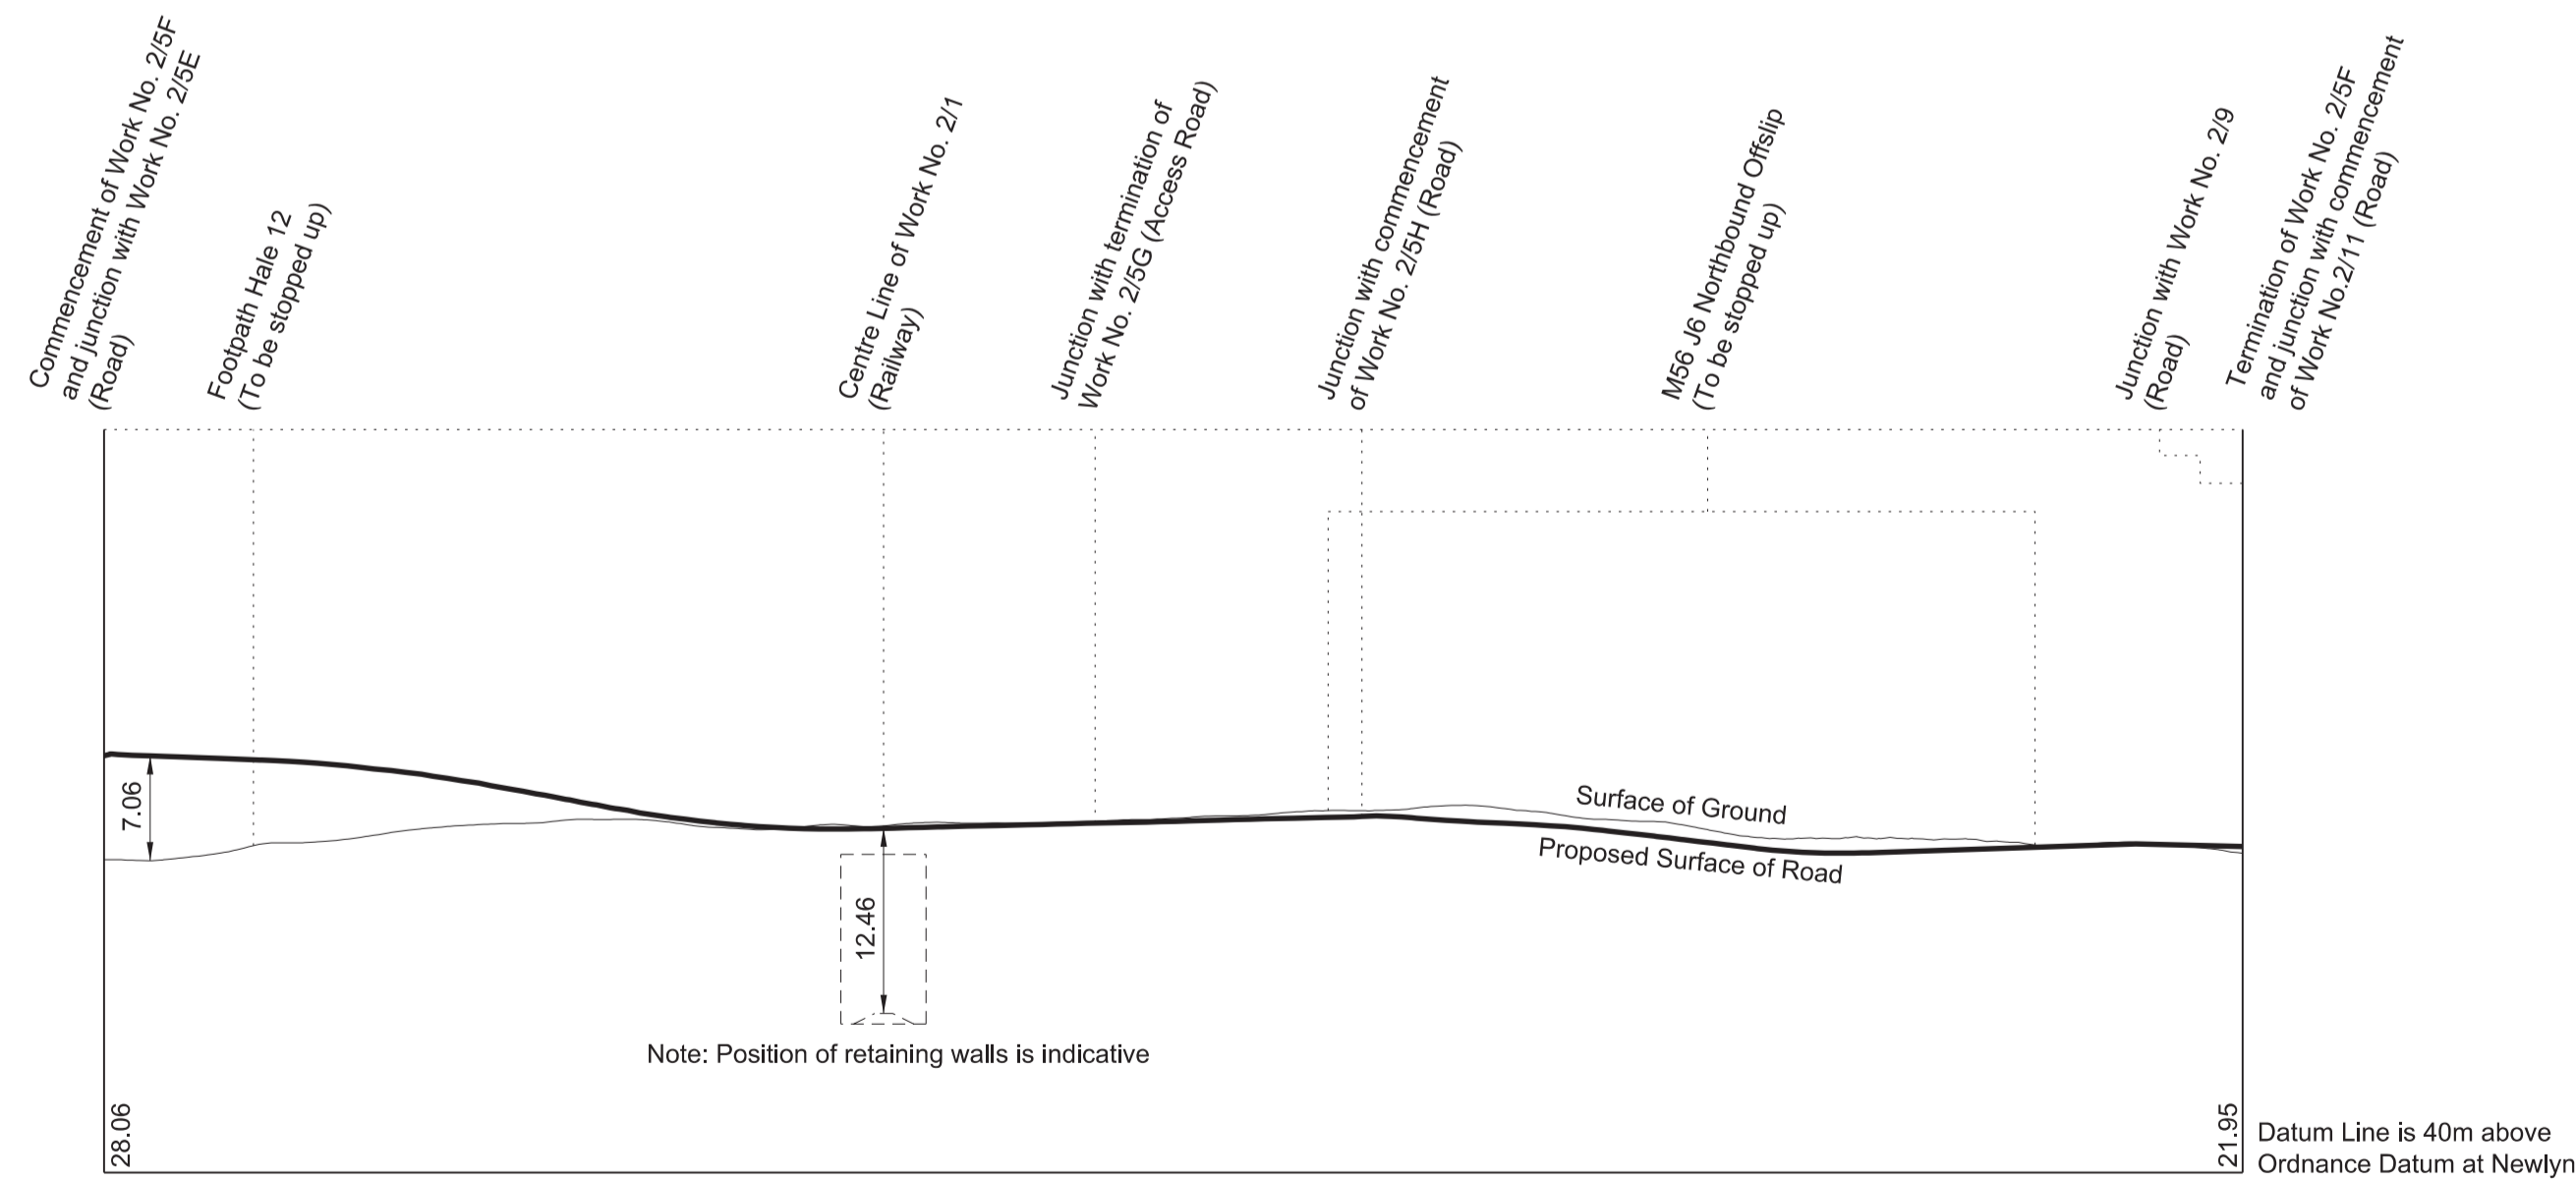 Commencement of Work No. 2/5F
and junction with Work No. 2/5E
(Road)
Footpath Hale 12
(To be stopped up)
Centre Line of Work No. 2/1
(Railway)
Junction with termination of
Work No. 2/5G (Access Road)
Junction with commencement
of Work No. 2/5H (Road)
M56 J6 Northbound Offslip
(To be stopped up)
Junction with Work No. 2/9
(Road)
Termination of Work No. 2/5F
and junction with commencement
of Work No.2/11 (Road)
7.06
Surface of Ground
Proposed Surface of Road
12.46
Note: Position of retaining walls is indicative
28.06
21.95
Datum Line is 40m above
Ordnance Datum at Newlyn